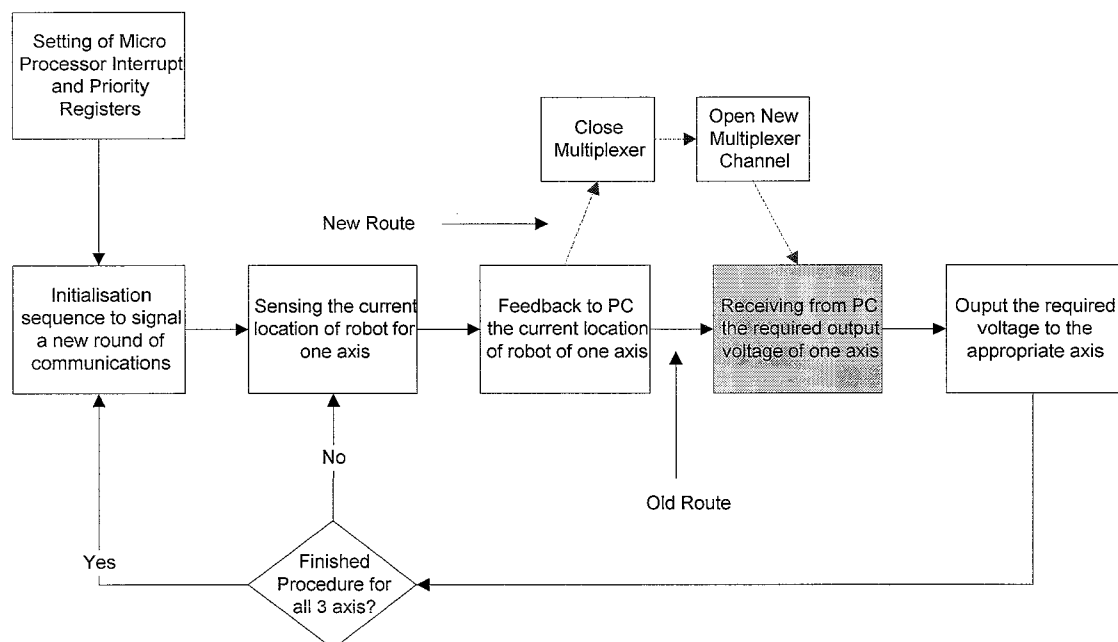 Setting of Micro
Processor Interrupt
and Priority
Registers
Close
Multiplexer
Open New
Multiplexer
Channel
New Route
Initialisation
sequence to signal
a new round of
communications
Sensing the current
location of robot for
one axis
Feedback to PC
the current location
of robot of one axis
Receiving from PC
the required output
voltage of one axis
Ouput the required
voltage to the
appropriate axis
No
Old Route
Yes
Finished
Procedure for
all 3 axis?